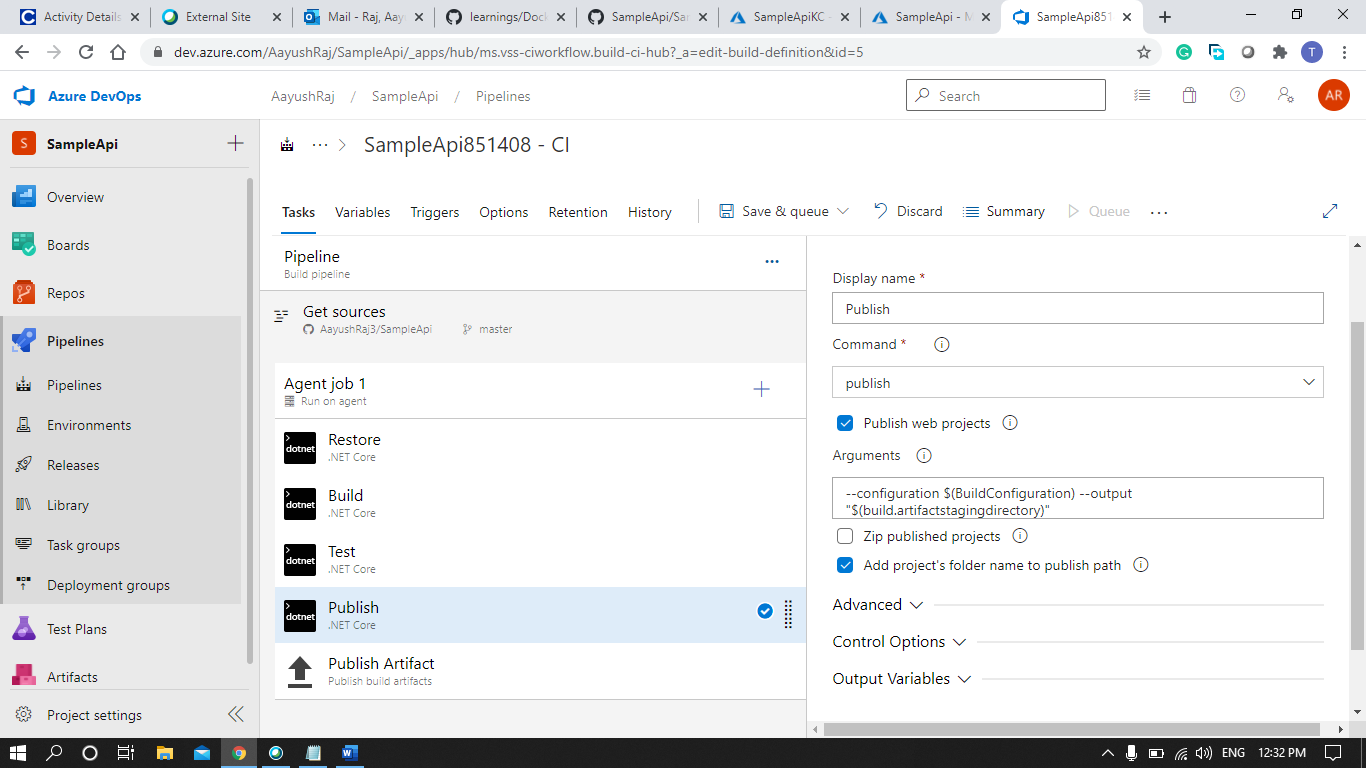 Activity Details
External Site
Mail - Raj, Aay
learnings/Dock
SampleApi/Sar
SampleApiKC -
SampleApi - M
SampleApi851
dev.azure.com/AayushRaj/SampleApi/_apps/hub/ms.vss-ciworkflow.build-ci-hub?_a=edit-build-definition&id=5
T
Azure DevOps
AayushRaj / SampleApi / Pipelines
Search
AR
S SampleApi
Overview
Boards
Repos
Pipelines
Pipelines
Environments
Releases
Library
Task groups
Deployment groups
Test Plans
Artifacts
Project settings
··· > SampleApi851408 - CI
Tasks Variables Triggers Options Retention History Save & queue Discard Summary Queue ...
Pipeline
Build pipeline
Get sources
AayushRaj3/SampleApi master
Agent job 1
Run on agent
dotnet Restore
.NET Core
dotnet Build
.NET Core
dotnet Test
.NET Core
dotnet Publish
.NET Core
Publish Artifact
Publish build artifacts
Display name *
Publish
Command *
publish
Publish web projects
Arguments
--configuration $(BuildConfiguration) --output
"$(build.artifactstagingdirectory)"
Zip published projects
Add project's folder name to publish path
Advanced
Control Options
Output Variables
ENG 12:32 PM